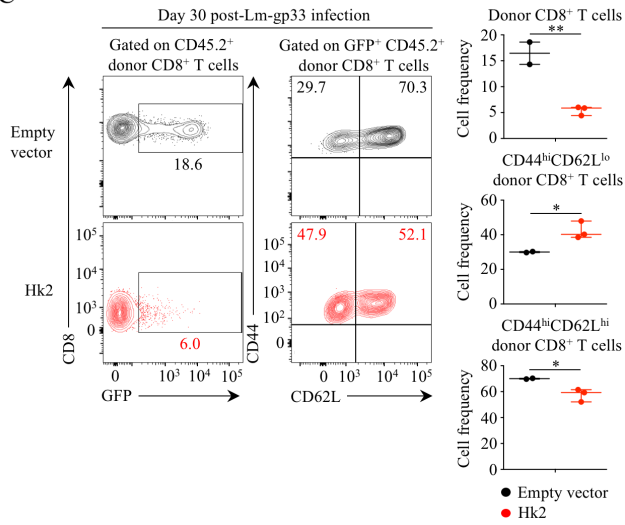 Day 30 post-Lm-gp33 infection
Gated on CD45.2⁺
donor CD8⁺ T cells
Gated on GFP⁺ CD45.2⁺
donor CD8⁺ T cells
Empty
vector
CD8
18.6
CD44
29.7
70.3
Hk2
10⁵
10⁴
10³
0
6.0
10⁵
10⁴
10³
10²
0
47.9
52.1
0
10³
10⁴
10⁵
GFP
0
10³
10⁴
10⁵
CD62L
Donor CD8⁺ T cells
Cell frequency
20
15
10
5
0
**
CD44ʰⁱCD62Lˡᵒ
donor CD8⁺ T cells
Cell frequency
60
40
20
0
*
CD44ʰⁱCD62Lʰⁱ
donor CD8⁺ T cells
Cell frequency
80
60
40
20
0
*
Empty vector
Hk2